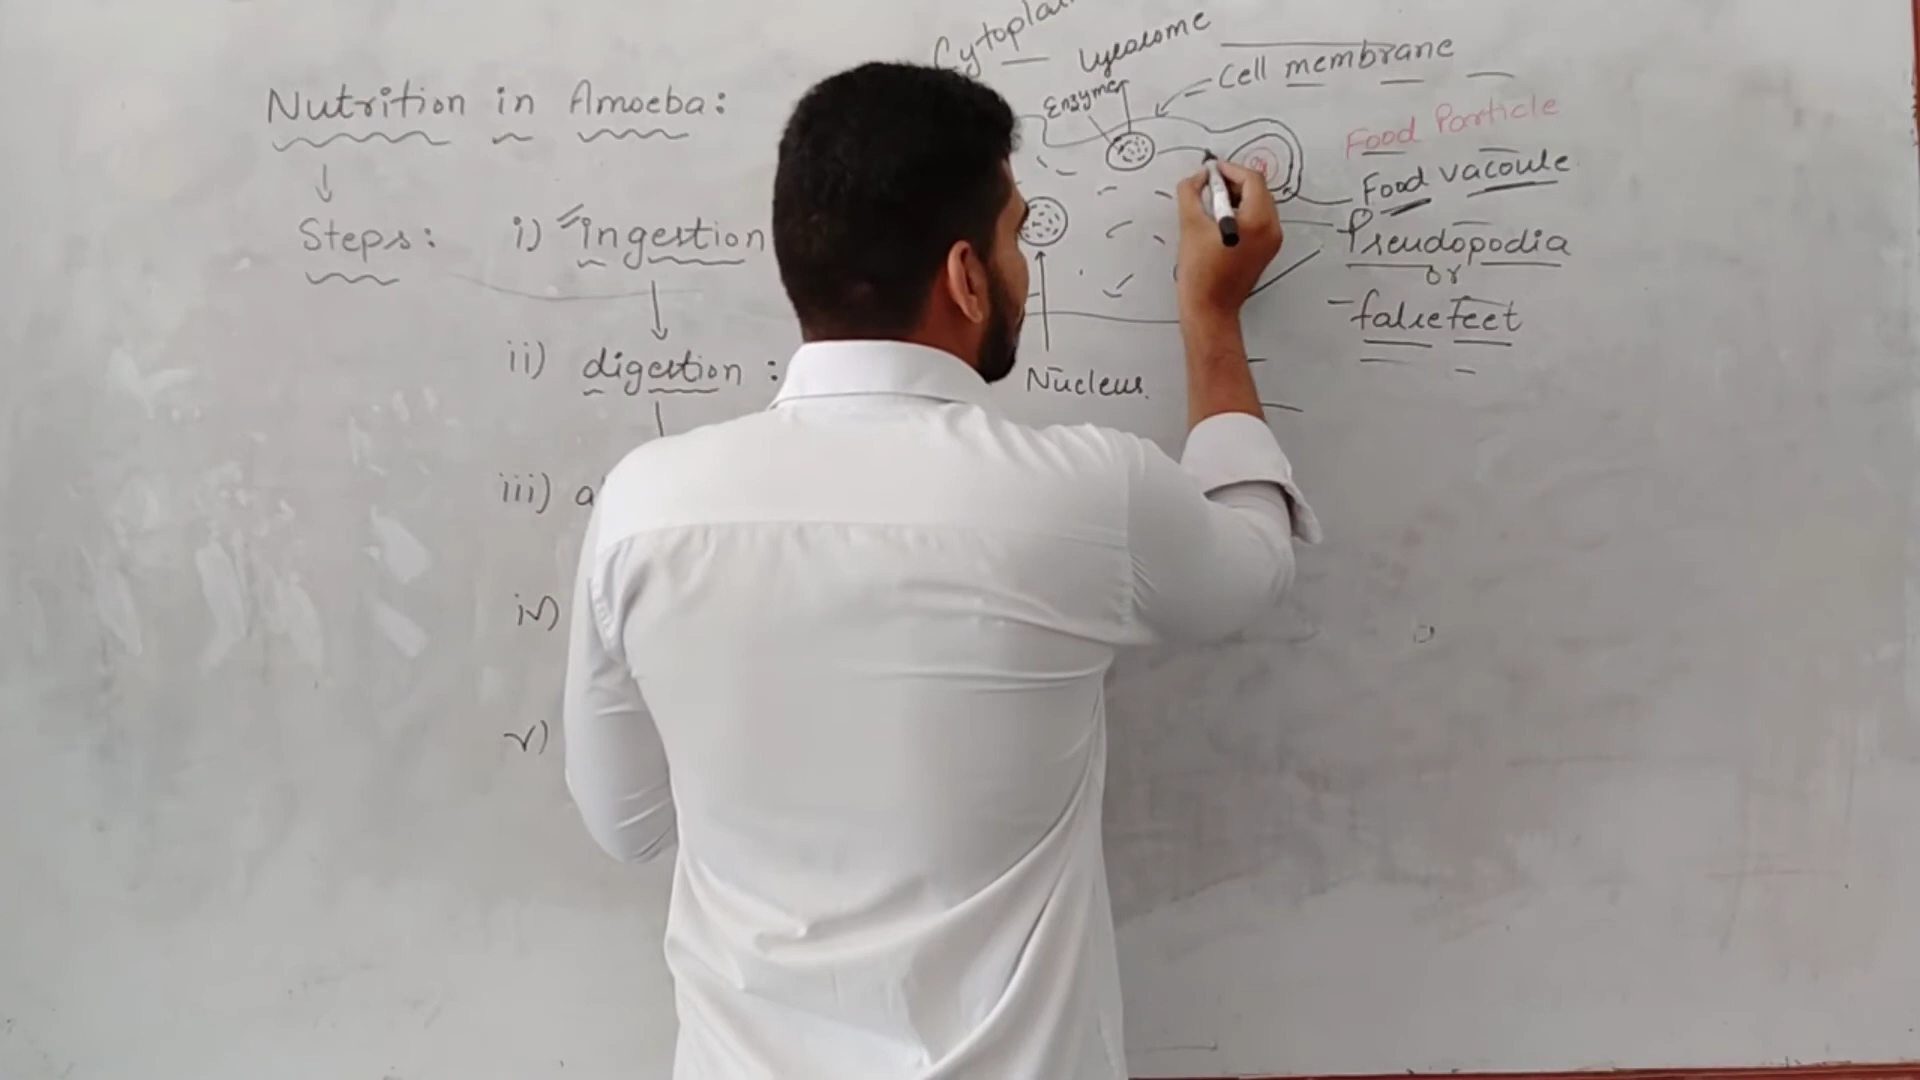 Nutrition in Amoeba:
Steps: i) ingestion
ii) digestion :
iii) a
iv)
v)
Lysosome
Enzymes
Cell membrane
Food Particle
Food vacoule
Pseudopodia
or
false feet
Nucleus